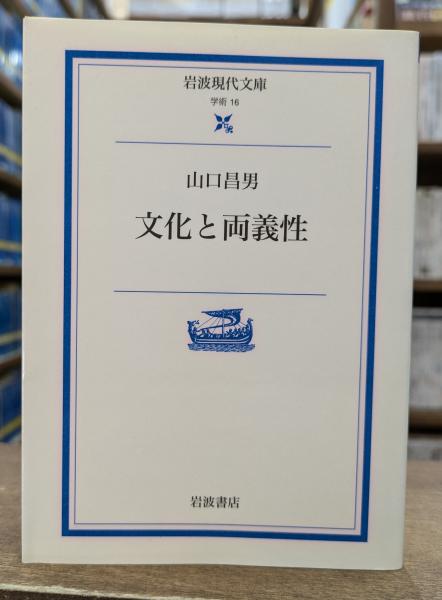 岩波現代文庫
学術 16
山口昌男
文化と両義性
岩波書店